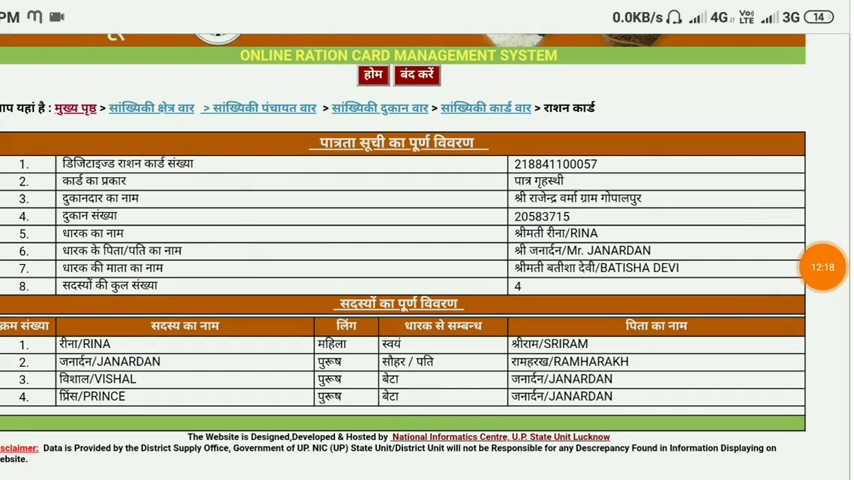 PM 0.0KB/s 4G VoLTE 3G 14
ONLINE RATION CARD MANAGEMENT SYSTEM
होम बंद करें
आप यहां है : मुख्य पृष्ठ > सांख्यिकी क्षेत्र वार > सांख्यिकी पंचायत वार > सांख्यिकी दुकान वार > सांख्यिकी कार्ड वार > राशन कार्ड
पात्रता सूची का पूर्ण विवरण
1. डिजिटाइज्ड राशन कार्ड संख्या 218841100057
2. कार्ड का प्रकार पात्र गृहस्थी
3. दुकानदार का नाम श्री राजेन्द्र वर्मा ग्राम गोपालपुर
4. दुकान संख्या 20583715
5. धारक का नाम श्रीमती रीना/RINA
6. धारक के पिता/पति का नाम श्री जनार्दन/Mr. JANARDAN
12:18
7. धारक की माता का नाम श्रीमती बतीशा देवी/BATISHA DEVI
8. सदस्यों की कुल संख्या 4
सदस्यों का पूर्ण विवरण
क्रम संख्या सदस्य का नाम लिंग धारक से सम्बन्ध पिता का नाम
1. रीना/RINA महिला स्वयं श्रीराम/SRIRAM
2. जनार्दन/JANARDAN पुरूष सौहर / पति रामहरख/RAMHARAKH
3. विशाल/VISHAL पुरूष बेटा जनार्दन/JANARDAN
4. प्रिंस/PRINCE पुरूष बेटा जनार्दन/JANARDAN
The Website is Designed,Developed & Hosted by National Informatics Centre, U.P. State Unit Lucknow
sclaimer: Data is Provided by the District Supply Office, Government of UP. NIC (UP) State Unit/District Unit will not be Responsible for any Descrepancy Found in Information Displaying on
ebsite.